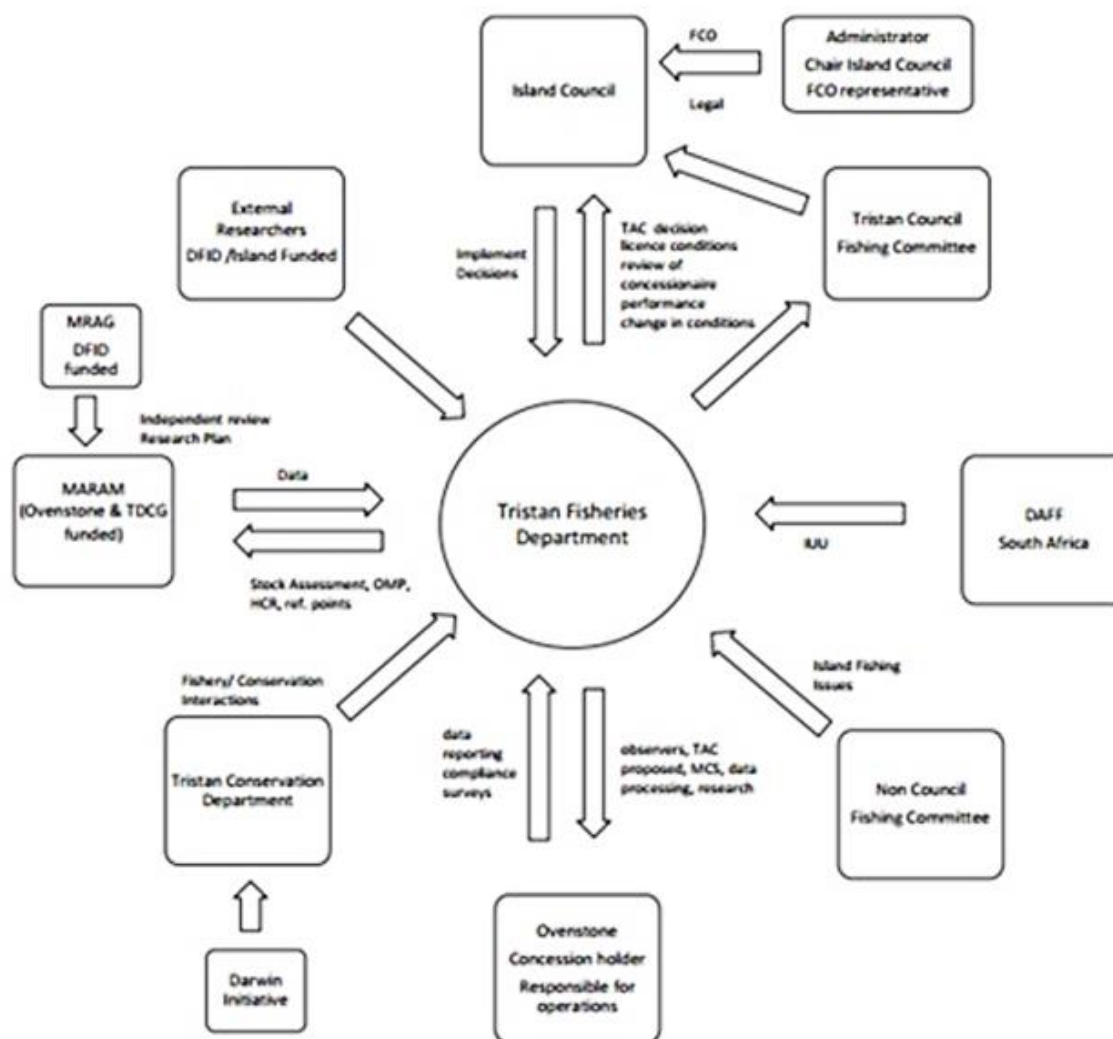 FCO
Administrator
Chair Island Council
FCO representative
Island Council
Legal
External
Researchers
DFID /Island Funded
Tristan Council
Fishing Committee
Implement
Decisions
TAC decision
licence conditions
review of
concessionaire
performance
change in conditions
MRAG
DFID
funded
Independent review
Research Plan
MARAM
(Ovenstone & TDCG
funded)
Data
Stock Assessment, OMP,
HCR, ref. points
Tristan Fisheries
Department
DAFF
South Africa
IUU
Island Fishing
Issues
Fishery/ Conservation
Interactions
Tristan Conservation
Department
data
reporting
compliance
surveys
observers, TAC
proposed, MCS, data
processing, research
Non Council
Fishing Committee
Darwin
Initiative
Ovenstone
Concession holder
Responsible for
operations